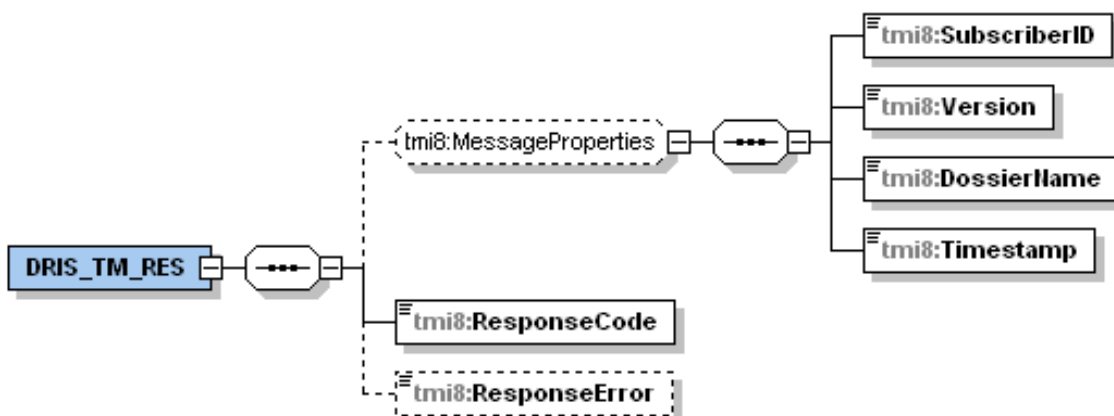 tmi8:SubscriberID
tmi8:Version
tmi8:MessageProperties
tmi8:DossierName
tmi8:Timestamp
DRIS_TM_RES
tmi8:ResponseCode
tmi8:ResponseError